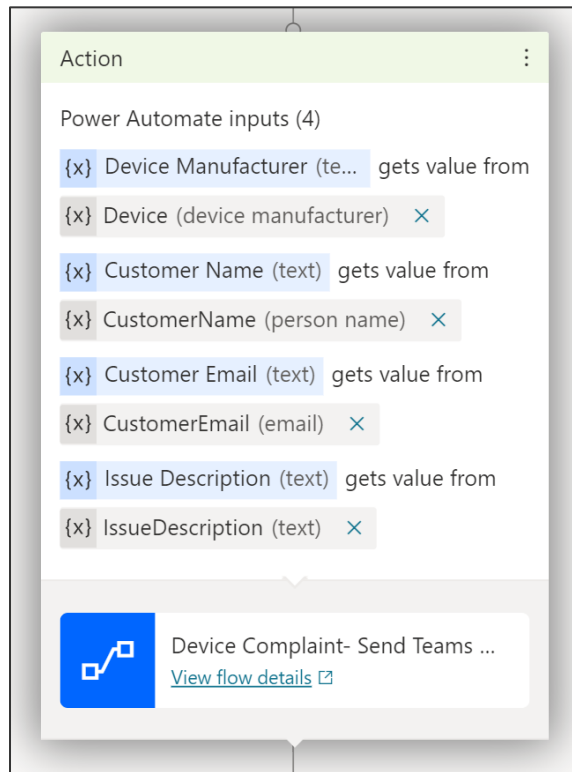 Action
Power Automate inputs (4)
{x} Device Manufacturer (te... gets value from
{x} Device (device manufacturer) ×
{x} Customer Name (text) gets value from
{x} CustomerName (person name) ×
{x} Customer Email (text) gets value from
{x} CustomerEmail (email) ×
{x} Issue Description (text) gets value from
{x} IssueDescription (text) ×
Device Complaint- Send Teams ...
View flow details